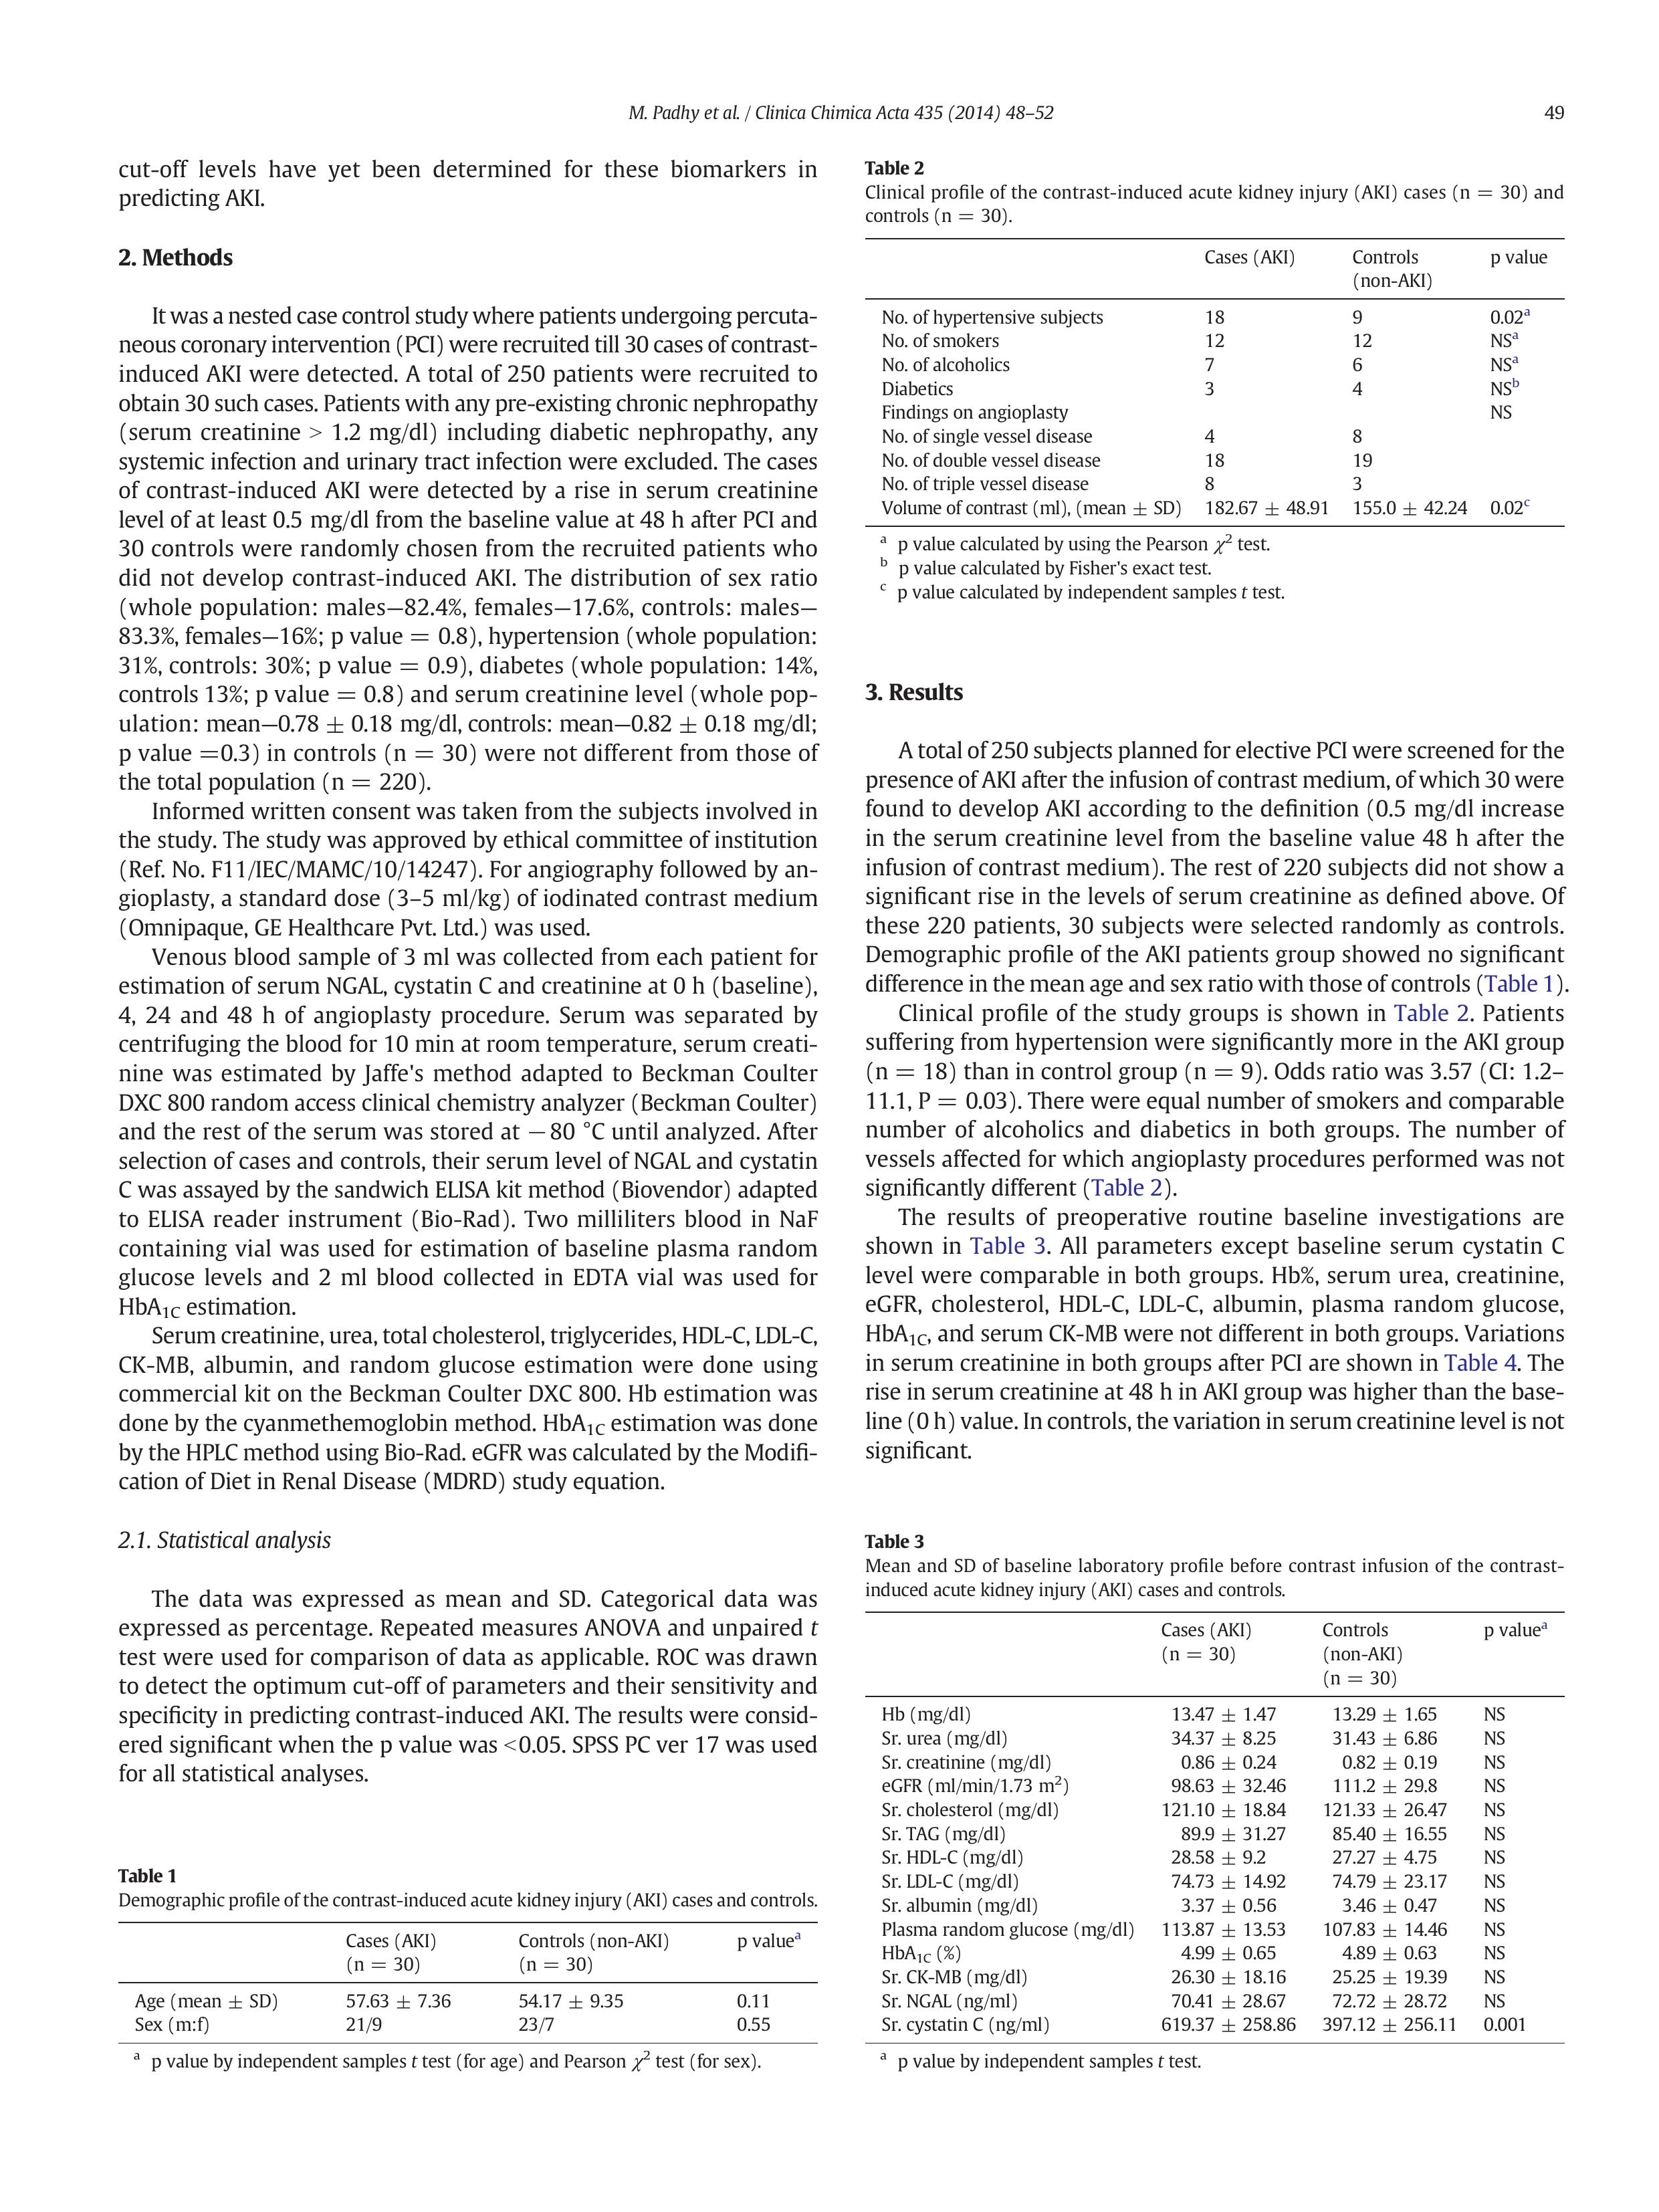 M. Padhy et al. / Clinica Chimica Acta 435 (2014) 48–52
49
cut-off levels have yet been determined for these biomarkers in
predicting AKI.
2. Methods
It was a nested case control study where patients undergoing percuta-
neous coronary intervention (PCI) were recruited till 30 cases of contrast-
induced AKI were detected. A total of 250 patients were recruited to
obtain 30 such cases. Patients with any pre-existing chronic nephropathy
(serum creatinine > 1.2 mg/dl) including diabetic nephropathy, any
systemic infection and urinary tract infection were excluded. The cases
of contrast-induced AKI were detected by a rise in serum creatinine
level of at least 0.5 mg/dl from the baseline value at 48 h after PCI and
30 controls were randomly chosen from the recruited patients who
did not develop contrast-induced AKI. The distribution of sex ratio
(whole population: males—82.4%, females—17.6%, controls: males—
83.3%, females—16%; p value = 0.8), hypertension (whole population:
31%, controls: 30%; p value = 0.9), diabetes (whole population: 14%,
controls 13%; p value = 0.8) and serum creatinine level (whole pop-
ulation: mean—0.78 ± 0.18 mg/dl, controls: mean—0.82 ± 0.18 mg/dl;
p value =0.3) in controls (n = 30) were not different from those of
the total population (n = 220).
Informed written consent was taken from the subjects involved in
the study. The study was approved by ethical committee of institution
(Ref. No. F11/IEC/MAMC/10/14247). For angiography followed by an-
gioplasty, a standard dose (3–5 ml/kg) of iodinated contrast medium
(Omnipaque, GE Healthcare Pvt. Ltd.) was used.
Venous blood sample of 3 ml was collected from each patient for
estimation of serum NGAL, cystatin C and creatinine at 0 h (baseline),
4, 24 and 48 h of angioplasty procedure. Serum was separated by
centrifuging the blood for 10 min at room temperature, serum creati-
nine was estimated by Jaffe's method adapted to Beckman Coulter
DXC 800 random access clinical chemistry analyzer (Beckman Coulter)
and the rest of the serum was stored at −80 °C until analyzed. After
selection of cases and controls, their serum level of NGAL and cystatin
C was assayed by the sandwich ELISA kit method (Biovendor) adapted
to ELISA reader instrument (Bio-Rad). Two milliliters blood in NaF
containing vial was used for estimation of baseline plasma random
glucose levels and 2 ml blood collected in EDTA vial was used for
HbA1C estimation.
Serum creatinine, urea, total cholesterol, triglycerides, HDL-C, LDL-C,
CK-MB, albumin, and random glucose estimation were done using
commercial kit on the Beckman Coulter DXC 800. Hb estimation was
done by the cyanmethemoglobin method. HbA1C estimation was done
by the HPLC method using Bio-Rad. eGFR was calculated by the Modifi-
cation of Diet in Renal Disease (MDRD) study equation.
2.1. Statistical analysis
The data was expressed as mean and SD. Categorical data was
expressed as percentage. Repeated measures ANOVA and unpaired t
test were used for comparison of data as applicable. ROC was drawn
to detect the optimum cut-off of parameters and their sensitivity and
specificity in predicting contrast-induced AKI. The results were consid-
ered significant when the p value was <0.05. SPSS PC ver 17 was used
for all statistical analyses.
Table 1
Demographic profile of the contrast-induced acute kidney injury (AKI) cases and controls.
Cases (AKI) Controls (non-AKI) p value a
(n = 30) (n = 30)
Age (mean ± SD) 57.63 ± 7.36 54.17 ± 9.35 0.11
Sex (m:f) 21/9 23/7 0.55
a p value by independent samples t test (for age) and Pearson χ2 test (for sex).
Table 2
Clinical profile of the contrast-induced acute kidney injury (AKI) cases (n = 30) and
controls (n = 30).
Cases (AKI) Controls p value
(non-AKI)
No. of hypertensive subjects 18 9 0.02a
No. of smokers 12 12 NSa
No. of alcoholics 7 6 NSa
Diabetics 3 4 NSb
Findings on angioplasty NS
No. of single vessel disease 4 8
No. of double vessel disease 18 19
No. of triple vessel disease 8 3
Volume of contrast (ml), (mean ± SD) 182.67 ± 48.91 155.0 ± 42.24 0.02c
a p value calculated by using the Pearson χ2 test.
b p value calculated by Fisher's exact test.
c p value calculated by independent samples t test.
3. Results
A total of 250 subjects planned for elective PCI were screened for the
presence of AKI after the infusion of contrast medium, of which 30 were
found to develop AKI according to the definition (0.5 mg/dl increase
in the serum creatinine level from the baseline value 48 h after the
infusion of contrast medium). The rest of 220 subjects did not show a
significant rise in the levels of serum creatinine as defined above. Of
these 220 patients, 30 subjects were selected randomly as controls.
Demographic profile of the AKI patients group showed no significant
difference in the mean age and sex ratio with those of controls (Table 1).
Clinical profile of the study groups is shown in Table 2. Patients
suffering from hypertension were significantly more in the AKI group
(n = 18) than in control group (n = 9). Odds ratio was 3.57 (CI: 1.2–
11.1, P = 0.03). There were equal number of smokers and comparable
number of alcoholics and diabetics in both groups. The number of
vessels affected for which angioplasty procedures performed was not
significantly different (Table 2).
The results of preoperative routine baseline investigations are
shown in Table 3. All parameters except baseline serum cystatin C
level were comparable in both groups. Hb%, serum urea, creatinine,
eGFR, cholesterol, HDL-C, LDL-C, albumin, plasma random glucose,
HbA1C, and serum CK-MB were not different in both groups. Variations
in serum creatinine in both groups after PCI are shown in Table 4. The
rise in serum creatinine at 48 h in AKI group was higher than the base-
line (0 h) value. In controls, the variation in serum creatinine level is not
significant.
Table 3
Mean and SD of baseline laboratory profile before contrast infusion of the contrast-
induced acute kidney injury (AKI) cases and controls.
Cases (AKI) Controls p value a
(n = 30) (non-AKI)
(n = 30)
Hb (mg/dl) 13.47 ± 1.47 13.29 ± 1.65 NS
Sr. urea (mg/dl) 34.37 ± 8.25 31.43 ± 6.86 NS
Sr. creatinine (mg/dl) 0.86 ± 0.24 0.82 ± 0.19 NS
eGFR (ml/min/1.73 m2) 98.63 ± 32.46 111.2 ± 29.8 NS
Sr. cholesterol (mg/dl) 121.10 ± 18.84 121.33 ± 26.47 NS
Sr. TAG (mg/dl) 89.9 ± 31.27 85.40 ± 16.55 NS
Sr. HDL-C (mg/dl) 28.58 ± 9.2 27.27 ± 4.75 NS
Sr. LDL-C (mg/dl) 74.73 ± 14.92 74.79 ± 23.17 NS
Sr. albumin (mg/dl) 3.37 ± 0.56 3.46 ± 0.47 NS
Plasma random glucose (mg/dl) 113.87 ± 13.53 107.83 ± 14.46 NS
HbA1C (%) 4.99 ± 0.65 4.89 ± 0.63 NS
Sr. CK-MB (mg/dl) 26.30 ± 18.16 25.25 ± 19.39 NS
Sr. NGAL (ng/ml) 70.41 ± 28.67 72.72 ± 28.72 NS
Sr. cystatin C (ng/ml) 619.37 ± 258.86 397.12 ± 256.11 0.001
a p value by independent samples t test.